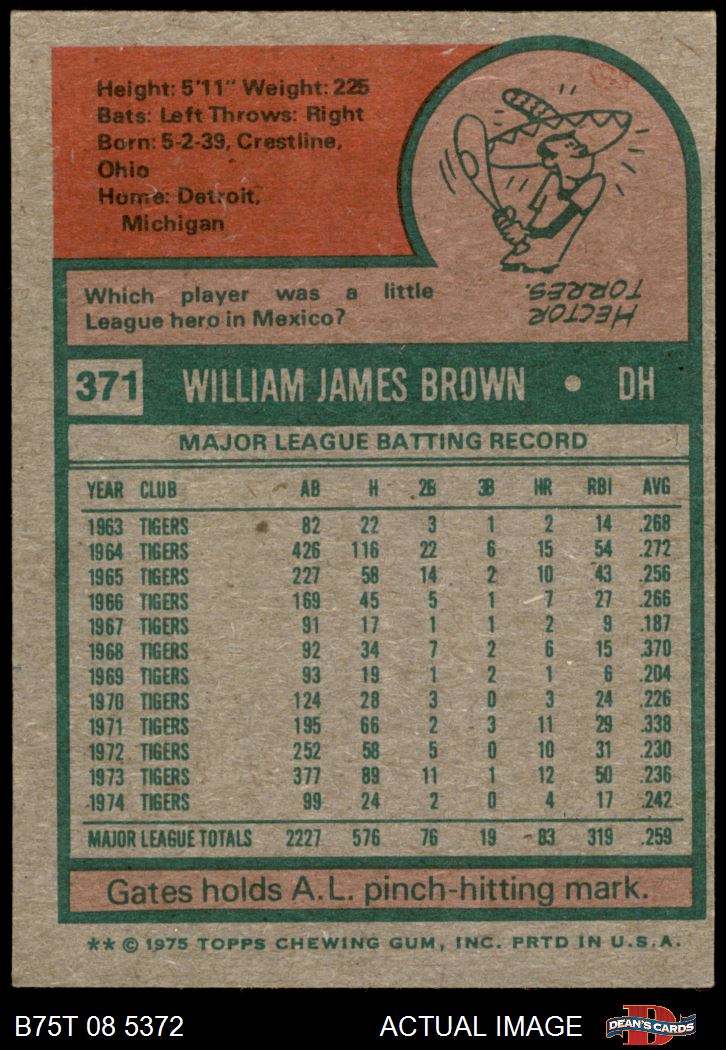 Height: 5'11" Weight: 225
Bats: Left Throws: Right
Born: 5-2-39, Crestline,
Ohio
Home: Detroit,
Michigan
Which player was a little
League hero in Mexico?
HECTOR
TORRES.
371 WILLIAM JAMES BROWN • DH
MAJOR LEAGUE BATTING RECORD
YEAR CLUB AB H 2B 3B HR RBI AVG
1963 TIGERS 82 22 3 1 2 14 .268
1964 TIGERS 426 116 22 6 15 54 .272
1965 TIGERS 227 58 14 2 10 43 .256
1966 TIGERS 169 45 5 1 7 27 .266
1967 TIGERS 91 17 1 1 2 9 .187
1968 TIGERS 92 34 7 2 6 15 .370
1969 TIGERS 93 19 1 2 1 6 .204
1970 TIGERS 124 28 3 0 3 24 .226
1971 TIGERS 195 66 2 3 11 29 .338
1972 TIGERS 252 58 5 0 10 31 .230
1973 TIGERS 377 89 11 1 12 50 .236
1974 TIGERS 99 24 2 0 4 17 .242
MAJOR LEAGUE TOTALS 2227 576 76 19 83 319 .259
Gates holds A.L. pinch-hitting mark.
** © 1975 TOPPS CHEWING GUM, INC. PRTD IN U.S.A.
B75T 08 5372 ACTUAL IMAGE D DEAN'S CARDS